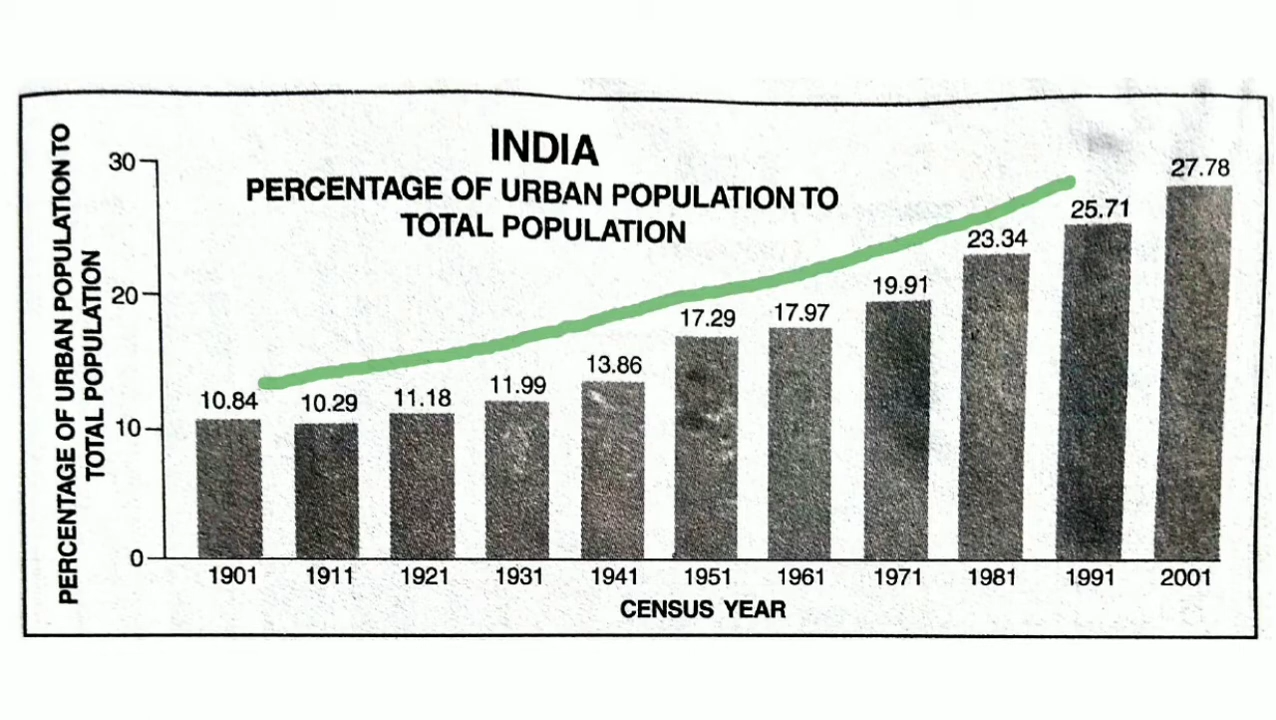 INDIA
PERCENTAGE OF URBAN POPULATION TO
TOTAL POPULATION
PERCENTAGE OF URBAN POPULATION TO
TOTAL POPULATION
30
20
10
0
10.84
10.29
11.18
11.99
13.86
17.29
17.97
19.91
23.34
25.71
27.78
1901 1911 1921 1931 1941 1951 1961 1971 1981 1991 2001
CENSUS YEAR